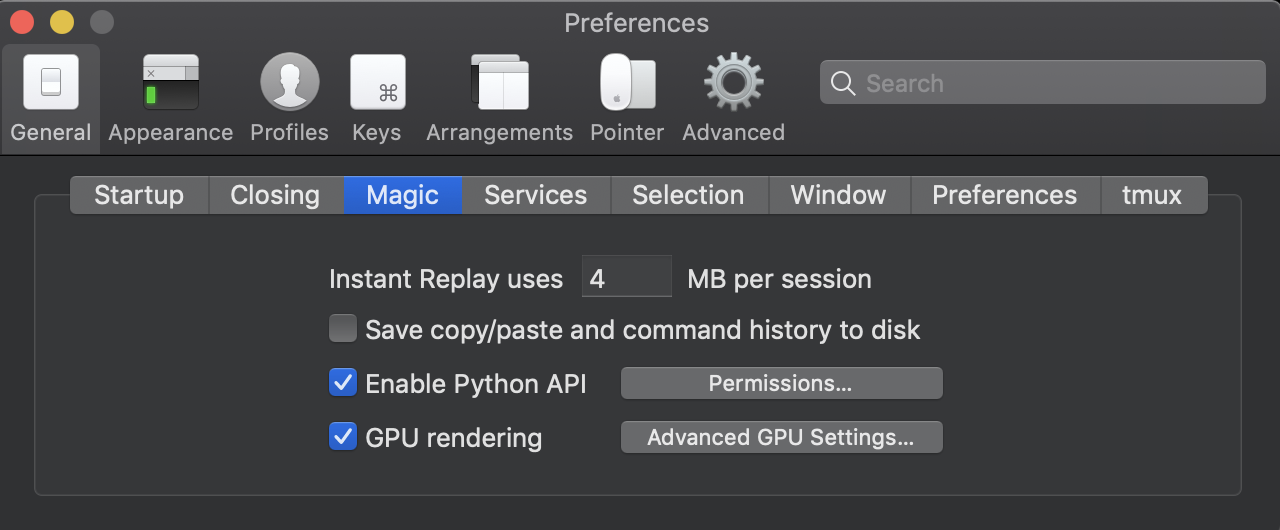 Preferences
General Appearance Profiles Keys Arrangements Pointer Advanced Search
Startup Closing Magic Services Selection Window Preferences tmux
Instant Replay uses 4 MB per session
Save copy/paste and command history to disk
Enable Python API Permissions...
GPU rendering Advanced GPU Settings...